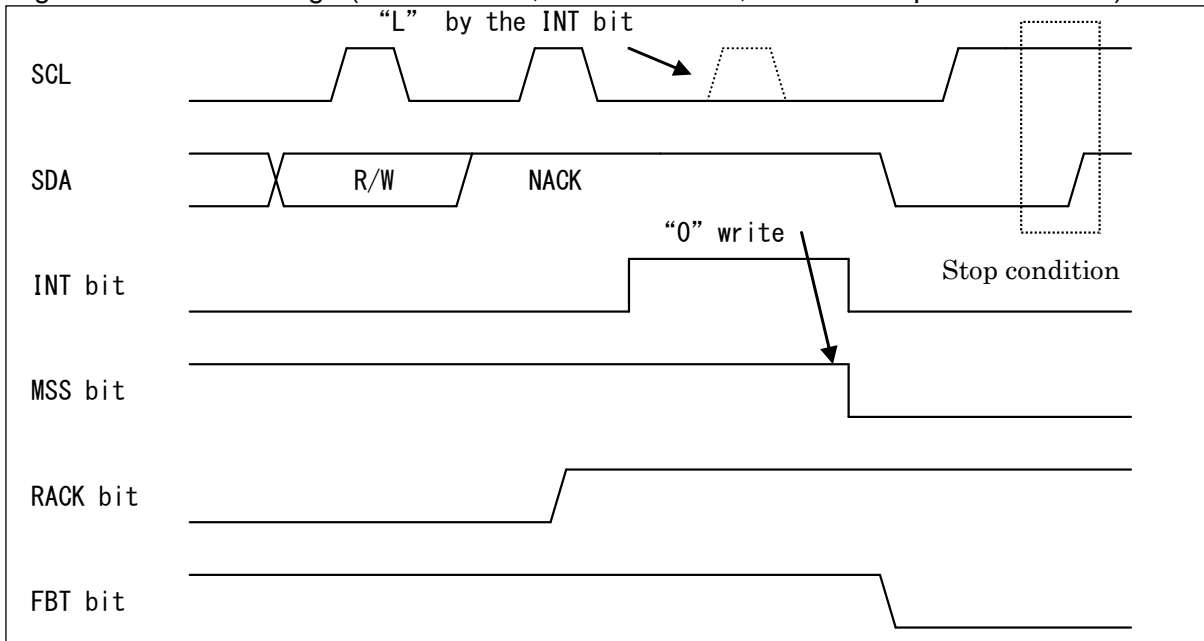 “L” by the INT bit
SCL
SDA
R/W
NACK
“0” write
INT bit
Stop condition
MSS bit
RACK bit
FBT bit